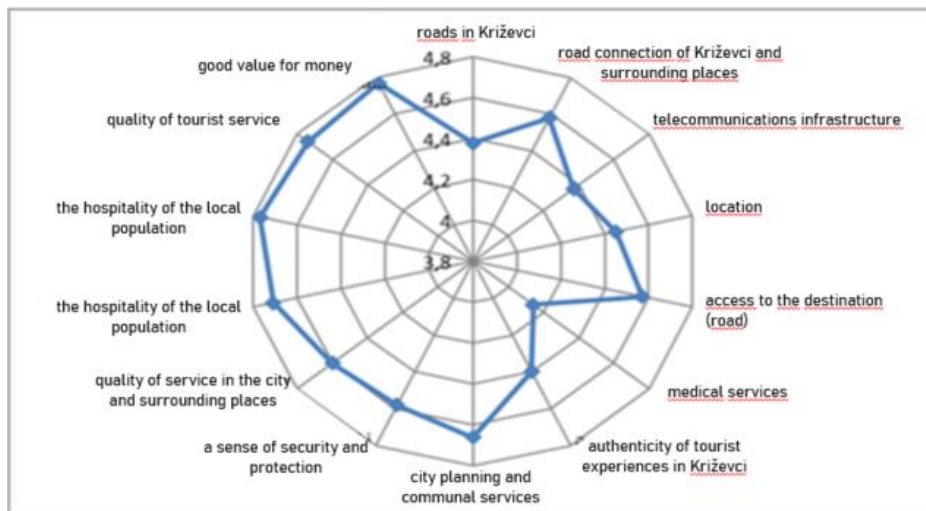 roads in Križevci
4,8
road connection of Križevci and
surrounding places
good value for money
4,6
quality of tourist service
telecommunications infrastructure
4,4
4,2
the hospitality of the local
population
location
4
3,8
the hospitality of the local
population
access to the destination
(road)
quality of service in the city
and surrounding places
medical services
a sense of security and
protection
authenticity of tourist
experiences in Križevci
city planning and
communal services